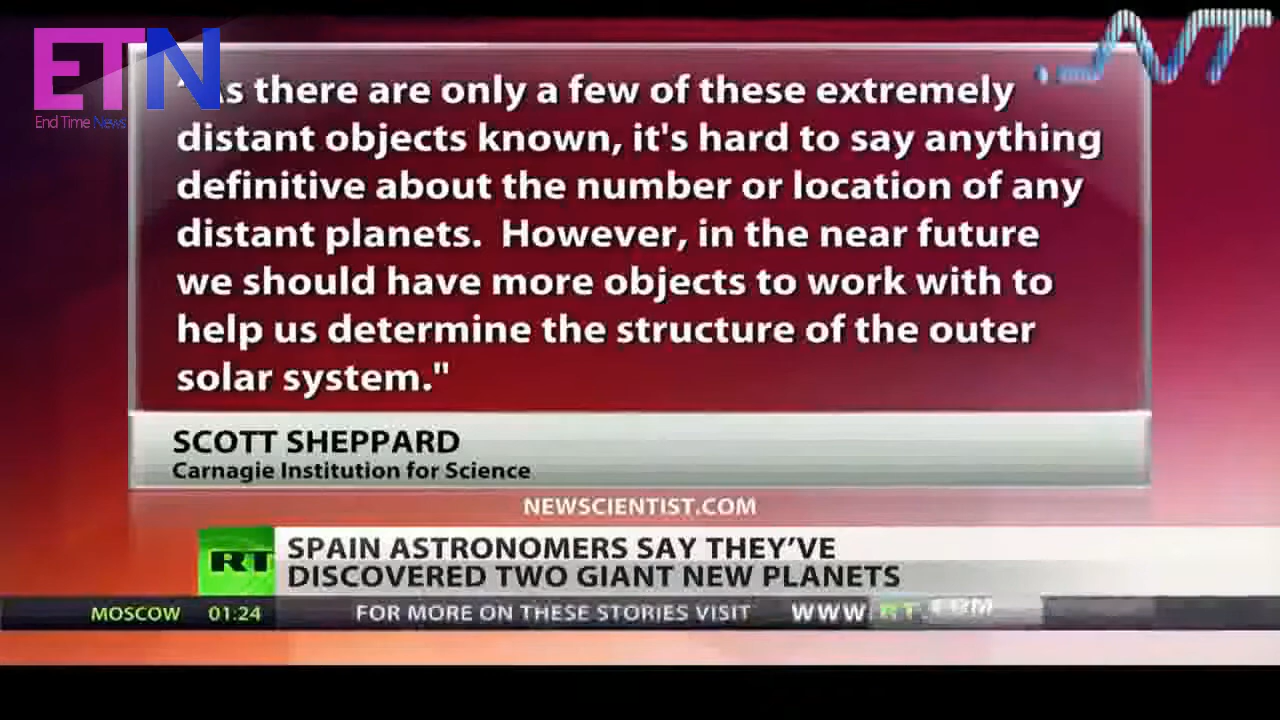 ETN
End Time News
"As there are only a few of these extremely
distant objects known, it's hard to say anything
definitive about the number or location of any
distant planets. However, in the near future
we should have more objects to work with to
help us determine the structure of the outer
solar system."
SCOTT SHEPPARD
Carnagie Institution for Science
NEWSCIENTIST.COM
RT
SPAIN ASTRONOMERS SAY THEY'VE
DISCOVERED TWO GIANT NEW PLANETS
MOSCOW 01:24 FOR MORE ON THESE STORIES VISIT WWW.RT.COM